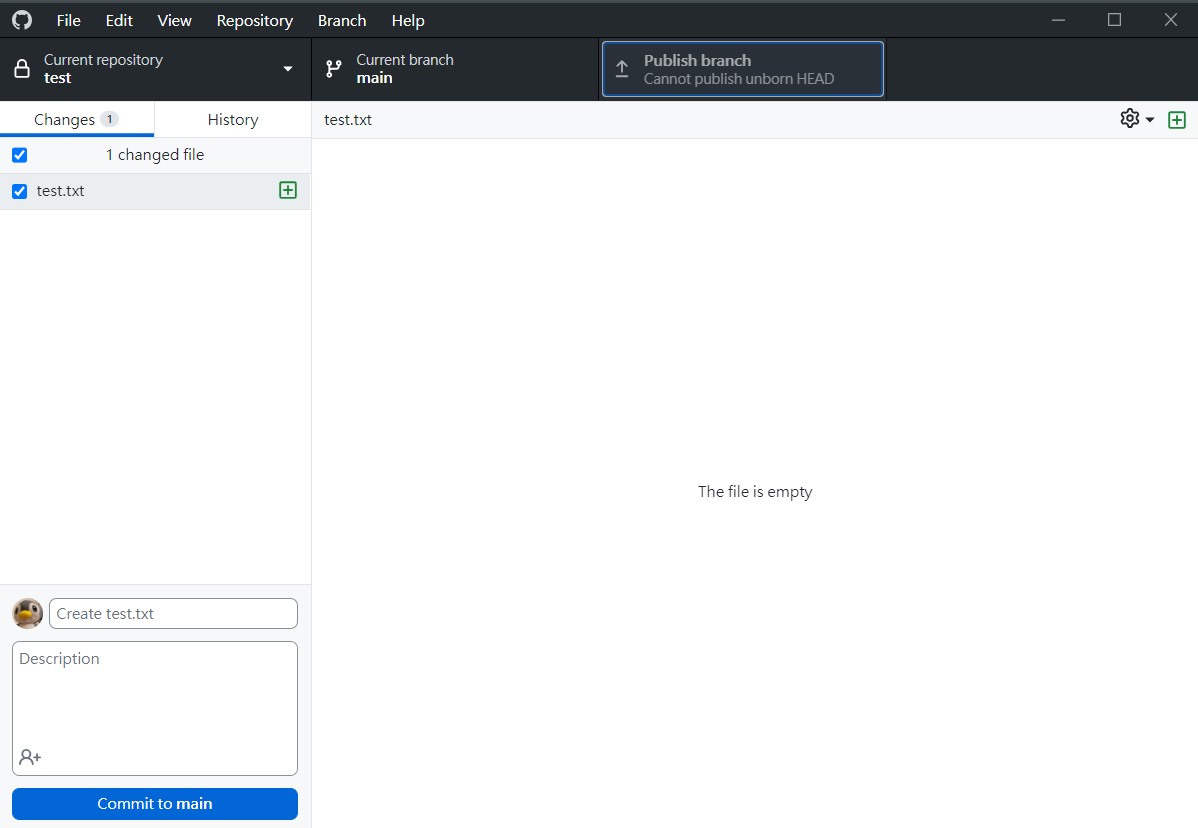 File Edit View Repository Branch Help
Current repository
test
Current branch
main
Publish branch
Cannot publish unborn HEAD
Changes 1
History
test.txt
1 changed file
test.txt
The file is empty
Create test.txt
Description
Commit to main